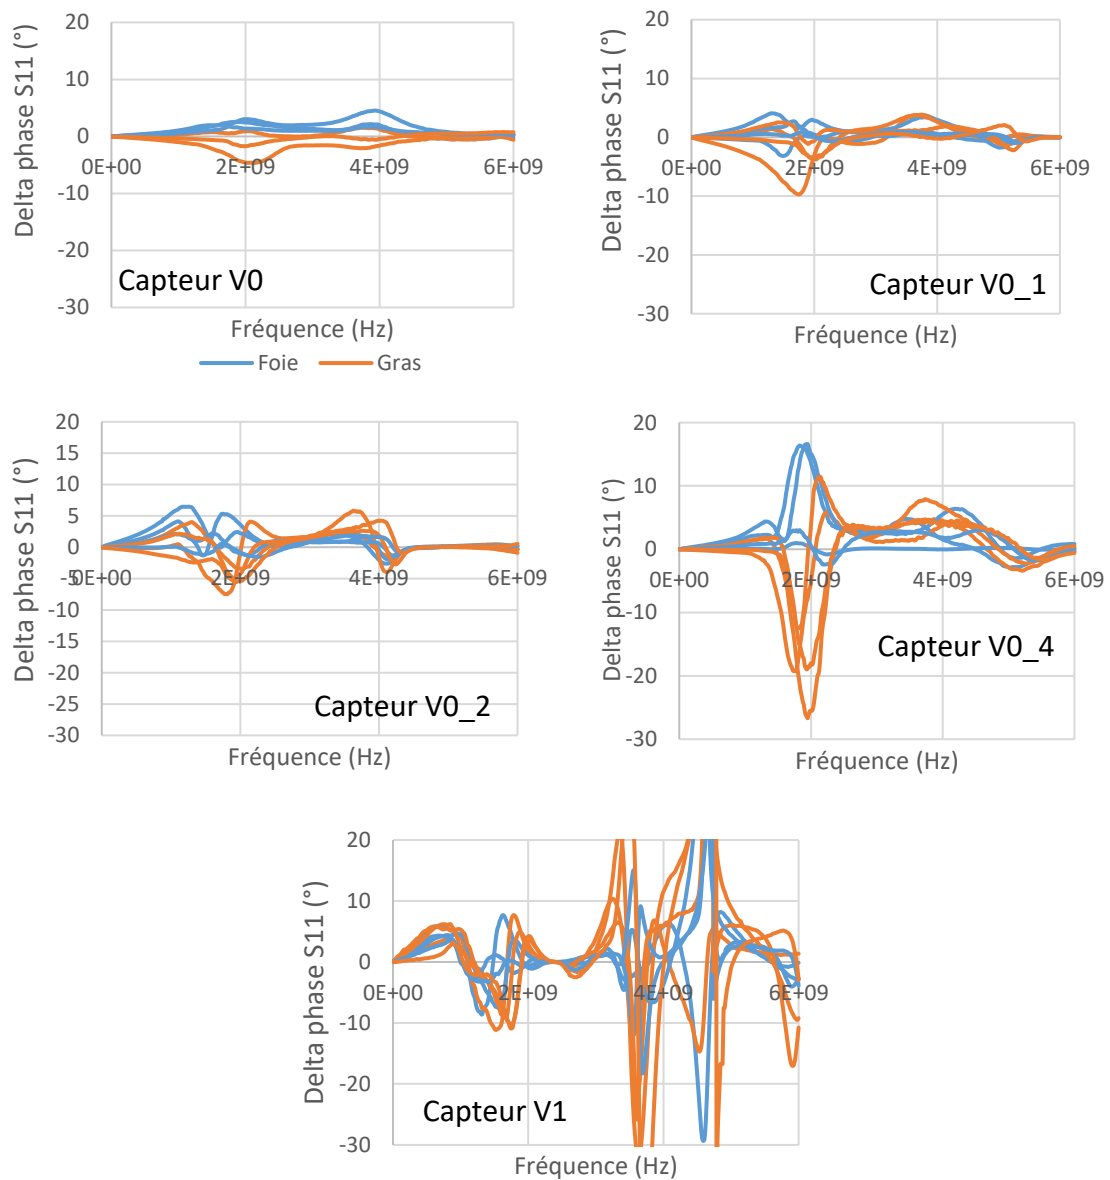 Delta phase S11 (°)
20
10
0
-10
-20
-30
0E+00 2E+09 4E+09 6E+09
Capteur V0
Fréquence (Hz)
Foie Gras
Delta phase S11 (°)
20
10
0
-10
-20
-30
0E+00 2E+09 4E+09 6E+09
Capteur V0_1
Fréquence (Hz)
Delta phase S11 (°)
20
15
10
5
0
-5
-10
-15
-20
-25
-30
0E+00 2E+09 4E+09 6E+09
Capteur V0_2
Fréquence (Hz)
Delta phase S11 (°)
20
10
0
-10
-20
-30
0E+00 2E+09 4E+09 6E+09
Capteur V0_4
Fréquence (Hz)
Delta phase S11 (°)
20
10
0
-10
-20
-30
0E+00 2E+09 4E+09 6E+09
Capteur V1
Fréquence (Hz)